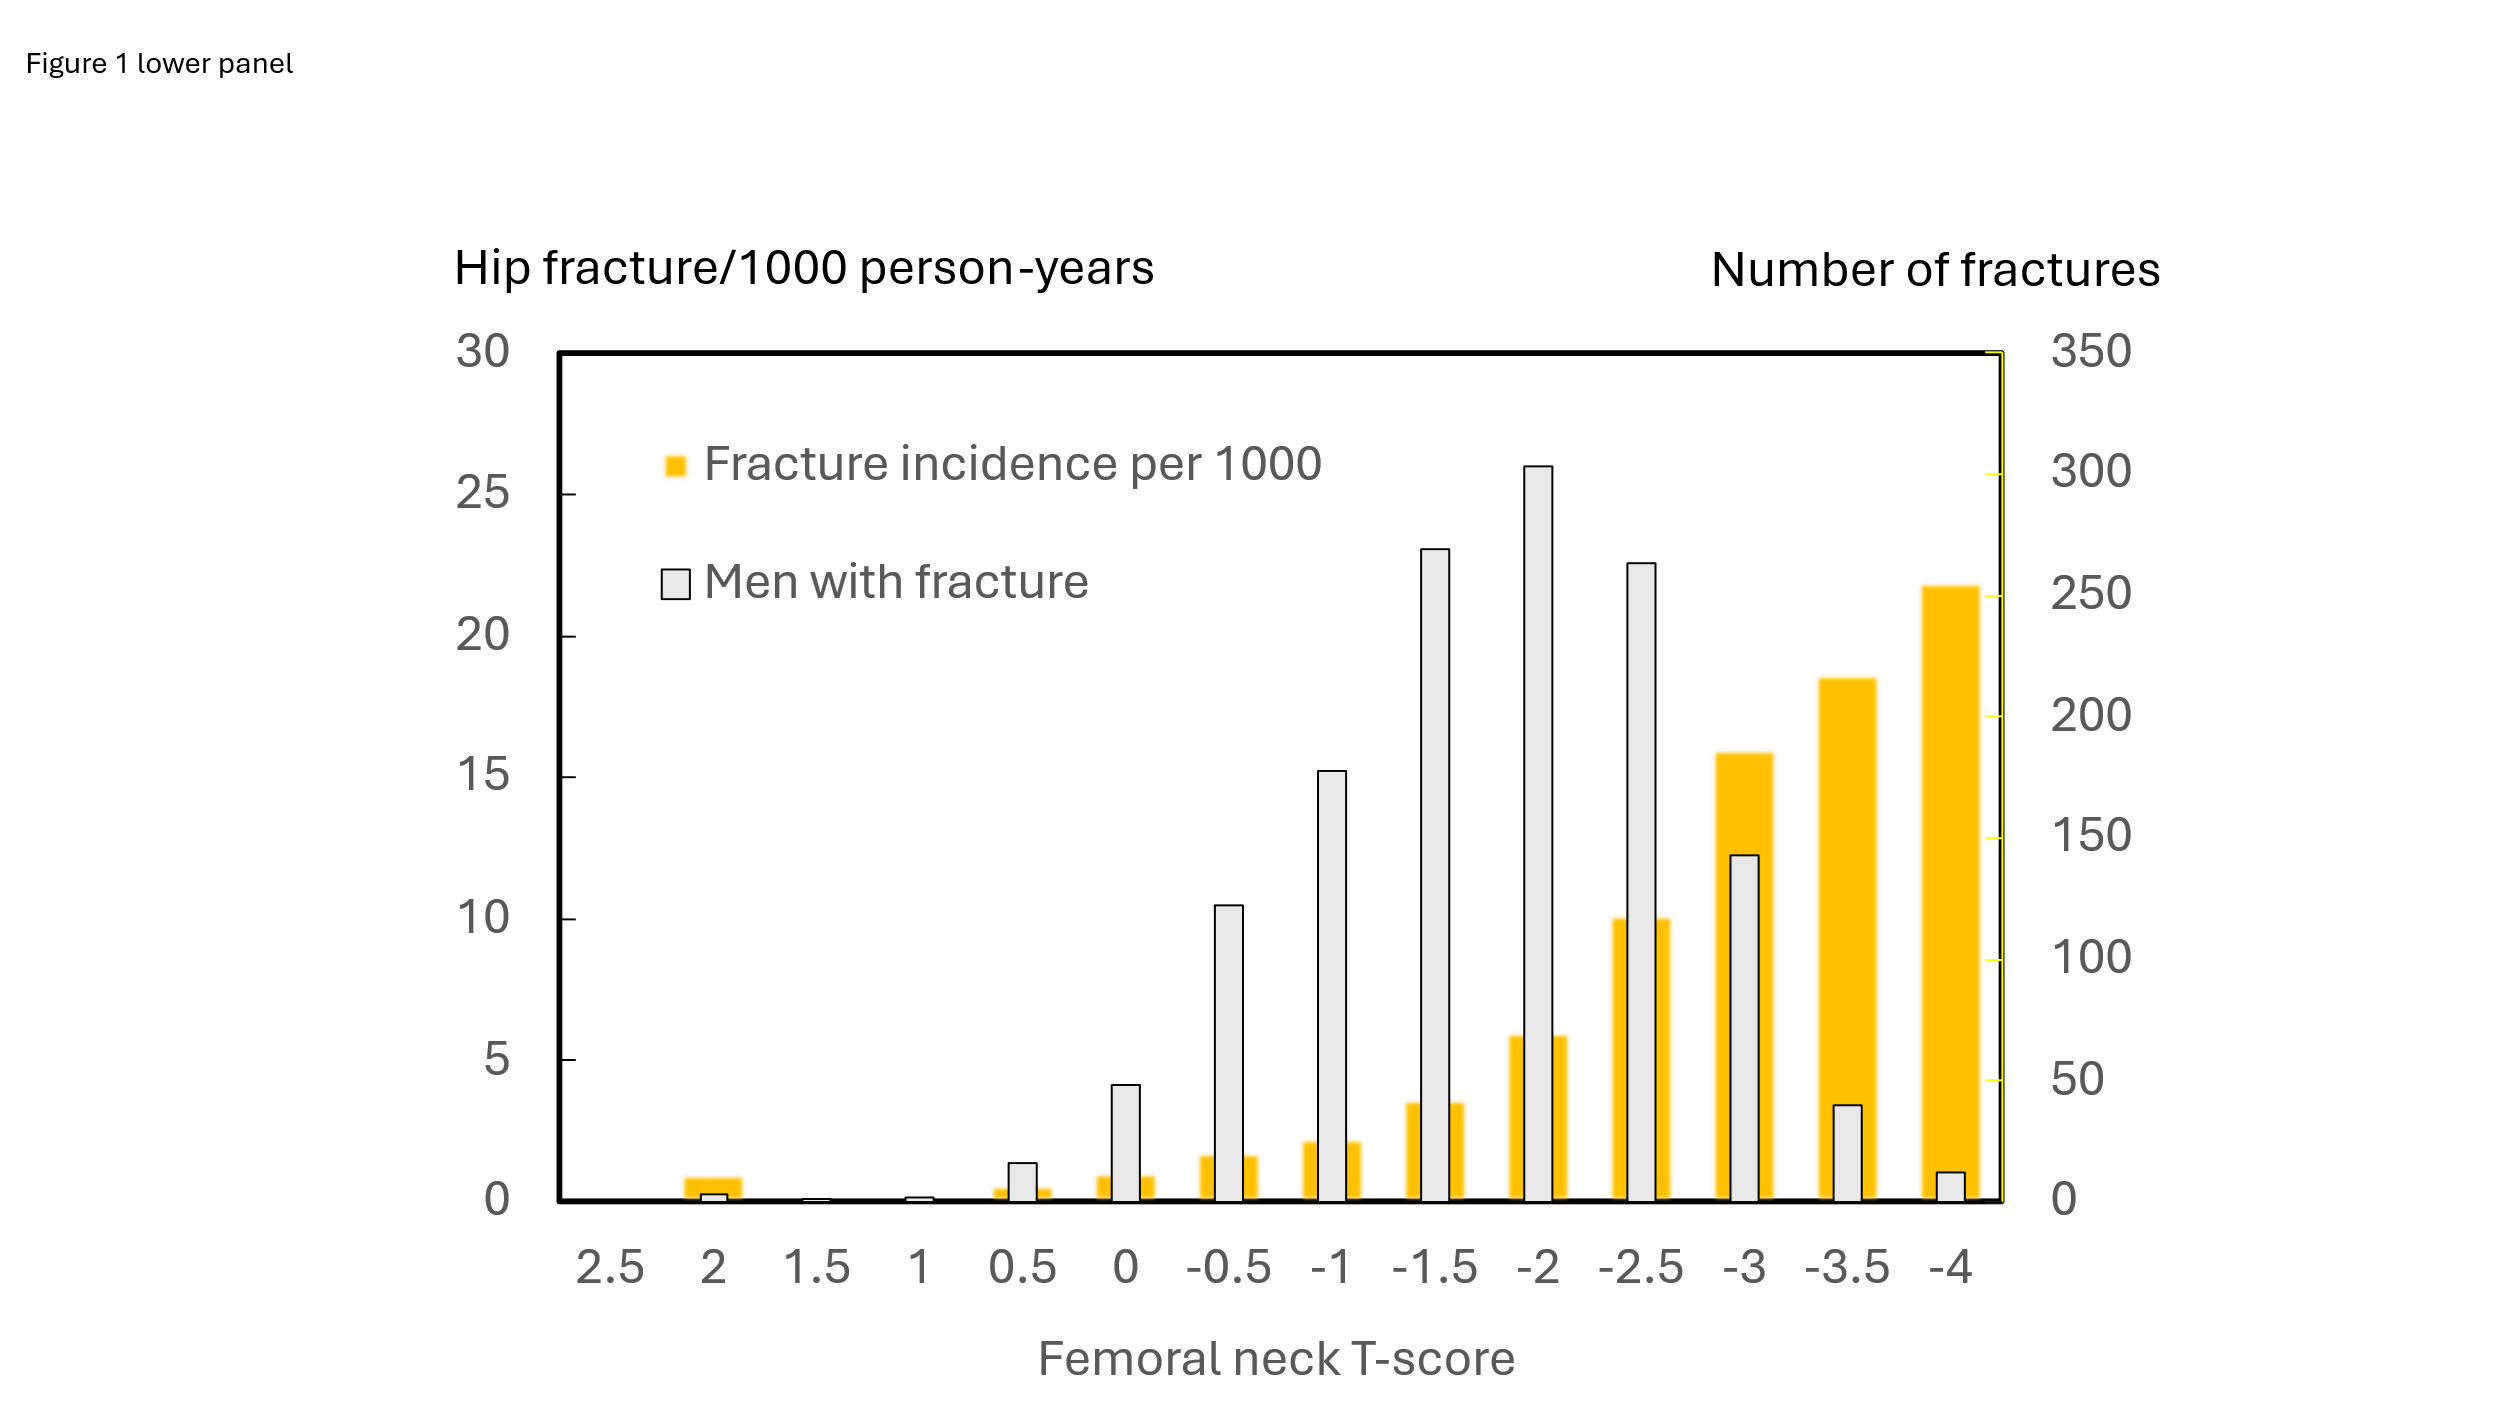 Figure 1 lower panel
Hip fracture/1000 person-years
Number of fractures
30
350
Fracture incidence per 1000
300
25
Men with fracture
250
20
200
15
150
10
100
5
50
0
0
2.5 2 1.5 1 0.5 0 -0.5 -1 -1.5 -2 -2.5 -3 -3.5 -4
Femoral neck T-score